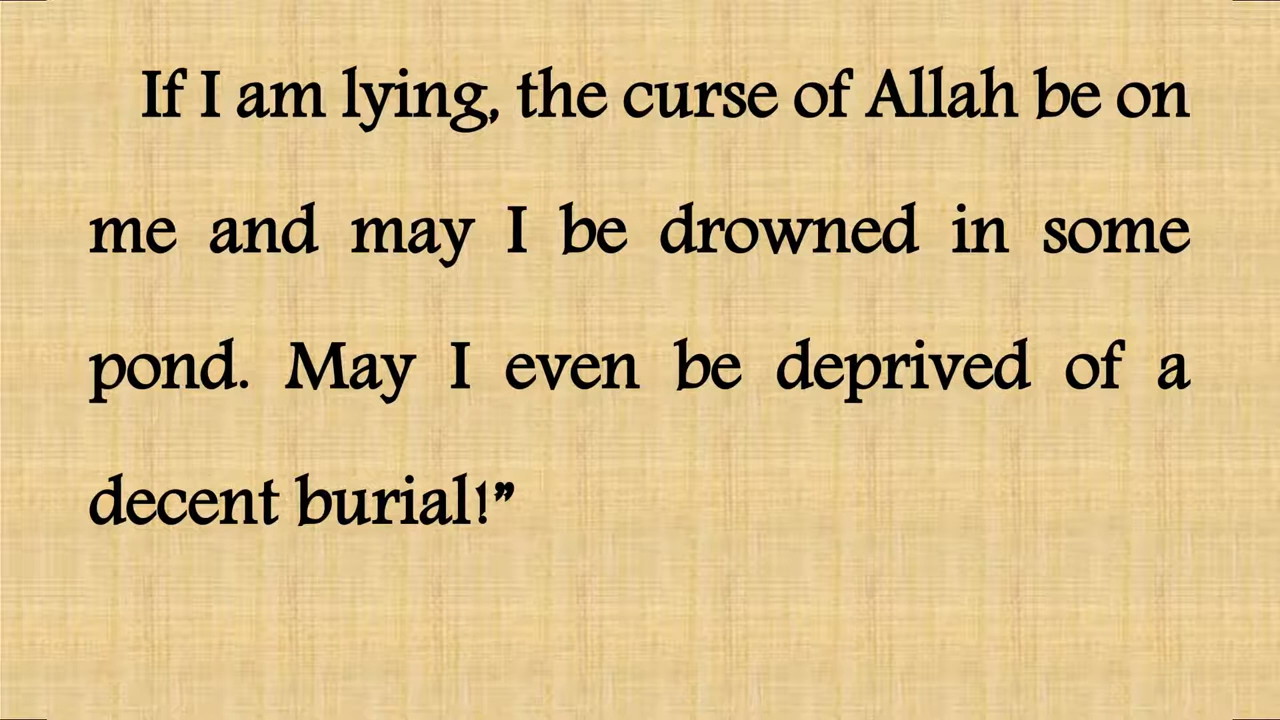 If I am lying, the curse of Allah be on
me and may I be drowned in some
pond. May I even be deprived of a
decent burial!”